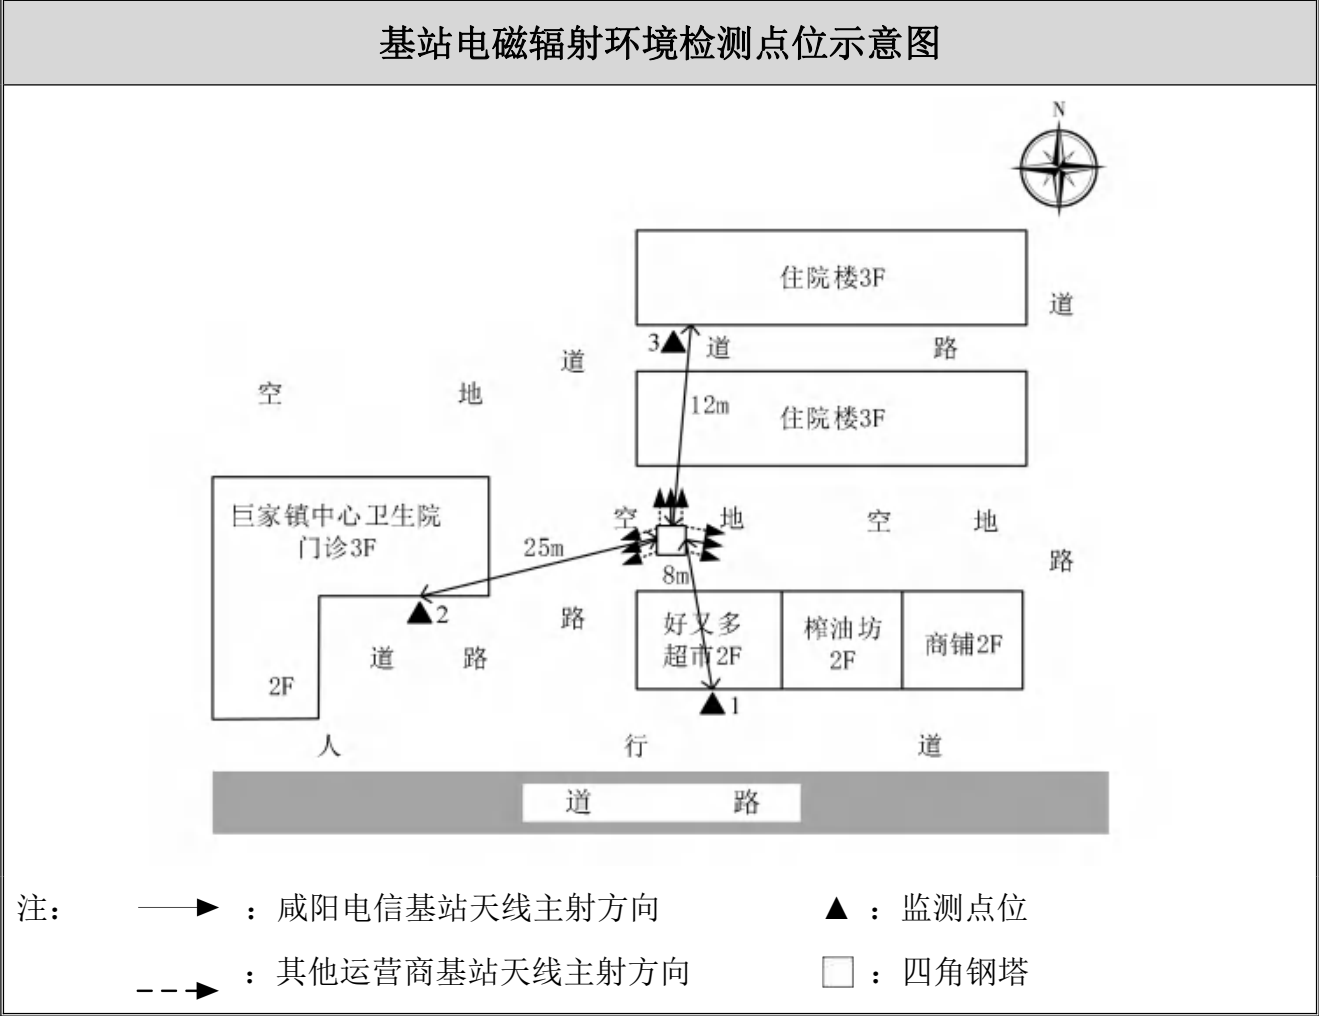 基站电磁辐射环境检测点位示意图
N
住院楼3F
道
3
道 路
道
空 地
12m
住院楼3F
巨家镇中心卫生院
门诊3F
空 地
空 地
25m
路
8m
2
路
好又多
超市2F
榨油坊
2F
商铺2F
道 路
2F
1
人 行 道
道 路
注：
：咸阳电信基站天线主射方向
：监测点位
：其他运营商基站天线主射方向
：四角钢塔